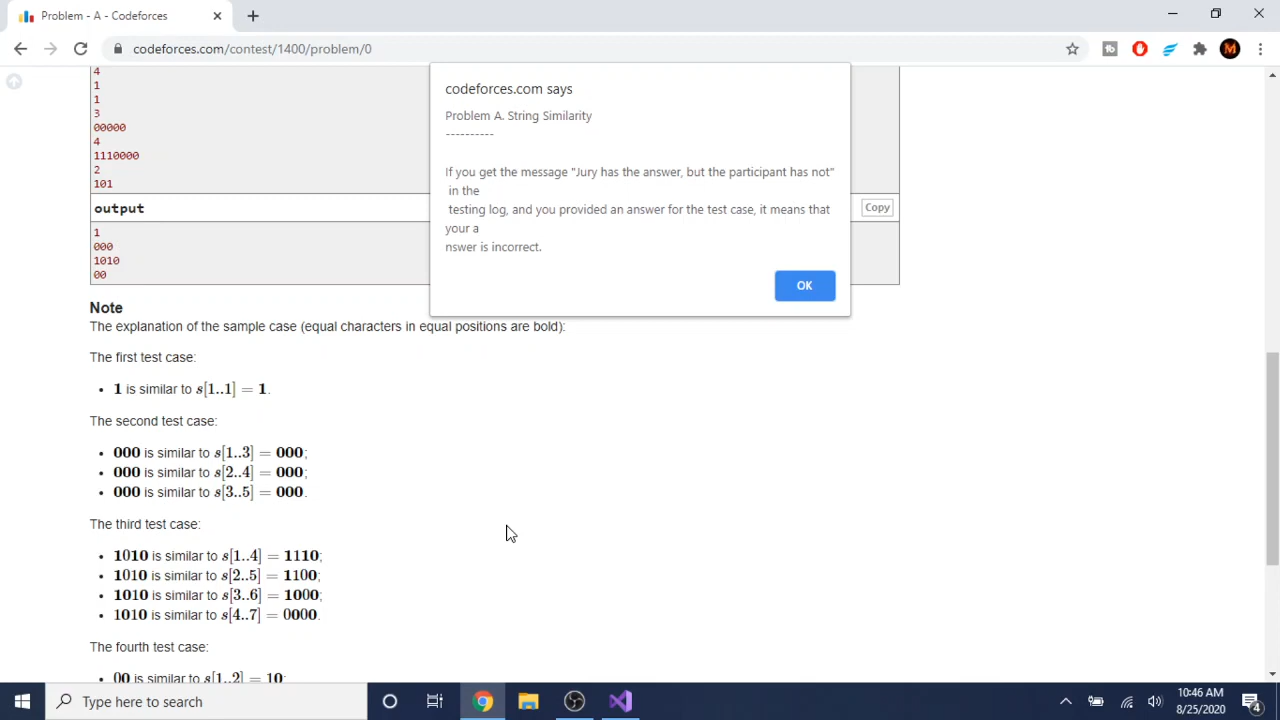 Problem - A - Codeforces
codeforces.com/contest/1400/problem/0
codeforces.com says
Problem A. String Similarity
----------
If you get the message "Jury has the answer, but the participant has not"
in the
testing log, and you provided an answer for the test case, it means that
your a
nswer is incorrect.
OK
4
1
1
3
00000
4
1110000
2
101
output
Copy
1
000
1010
00
Note
The explanation of the sample case (equal characters in equal positions are bold):
The first test case:
• 1 is similar to s[1..1] = 1.
The second test case:
• 000 is similar to s[1..3] = 000;
• 000 is similar to s[2..4] = 000;
• 000 is similar to s[3..5] = 000.
The third test case:
• 1010 is similar to s[1..4] = 1110;
• 1010 is similar to s[2..5] = 1100;
• 1010 is similar to s[3..6] = 1000;
• 1010 is similar to s[4..7] = 0000.
The fourth test case:
• 00 is similar to s[1..2] = 10;
Type here to search
10:46 AM
8/25/2020
4
M